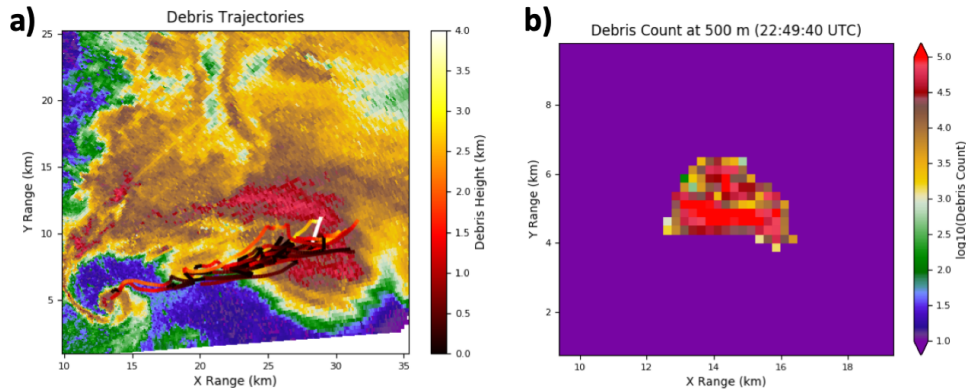 a)
Debris Trajectories
25
20
15
10
5
Y Range (km)
10 15 20 25 30 35
X Range (km)
4.0
3.5
3.0
2.5
2.0
1.5
1.0
0.5
0.0
Debris Height (km)
b)
Debris Count at 500 m (22:49:40 UTC)
8
6
4
2
Y Range (km)
10 12 14 16 18
X Range (km)
5.0
4.5
4.0
3.5
3.0
2.5
2.0
1.5
1.0
log10(Debris Count)